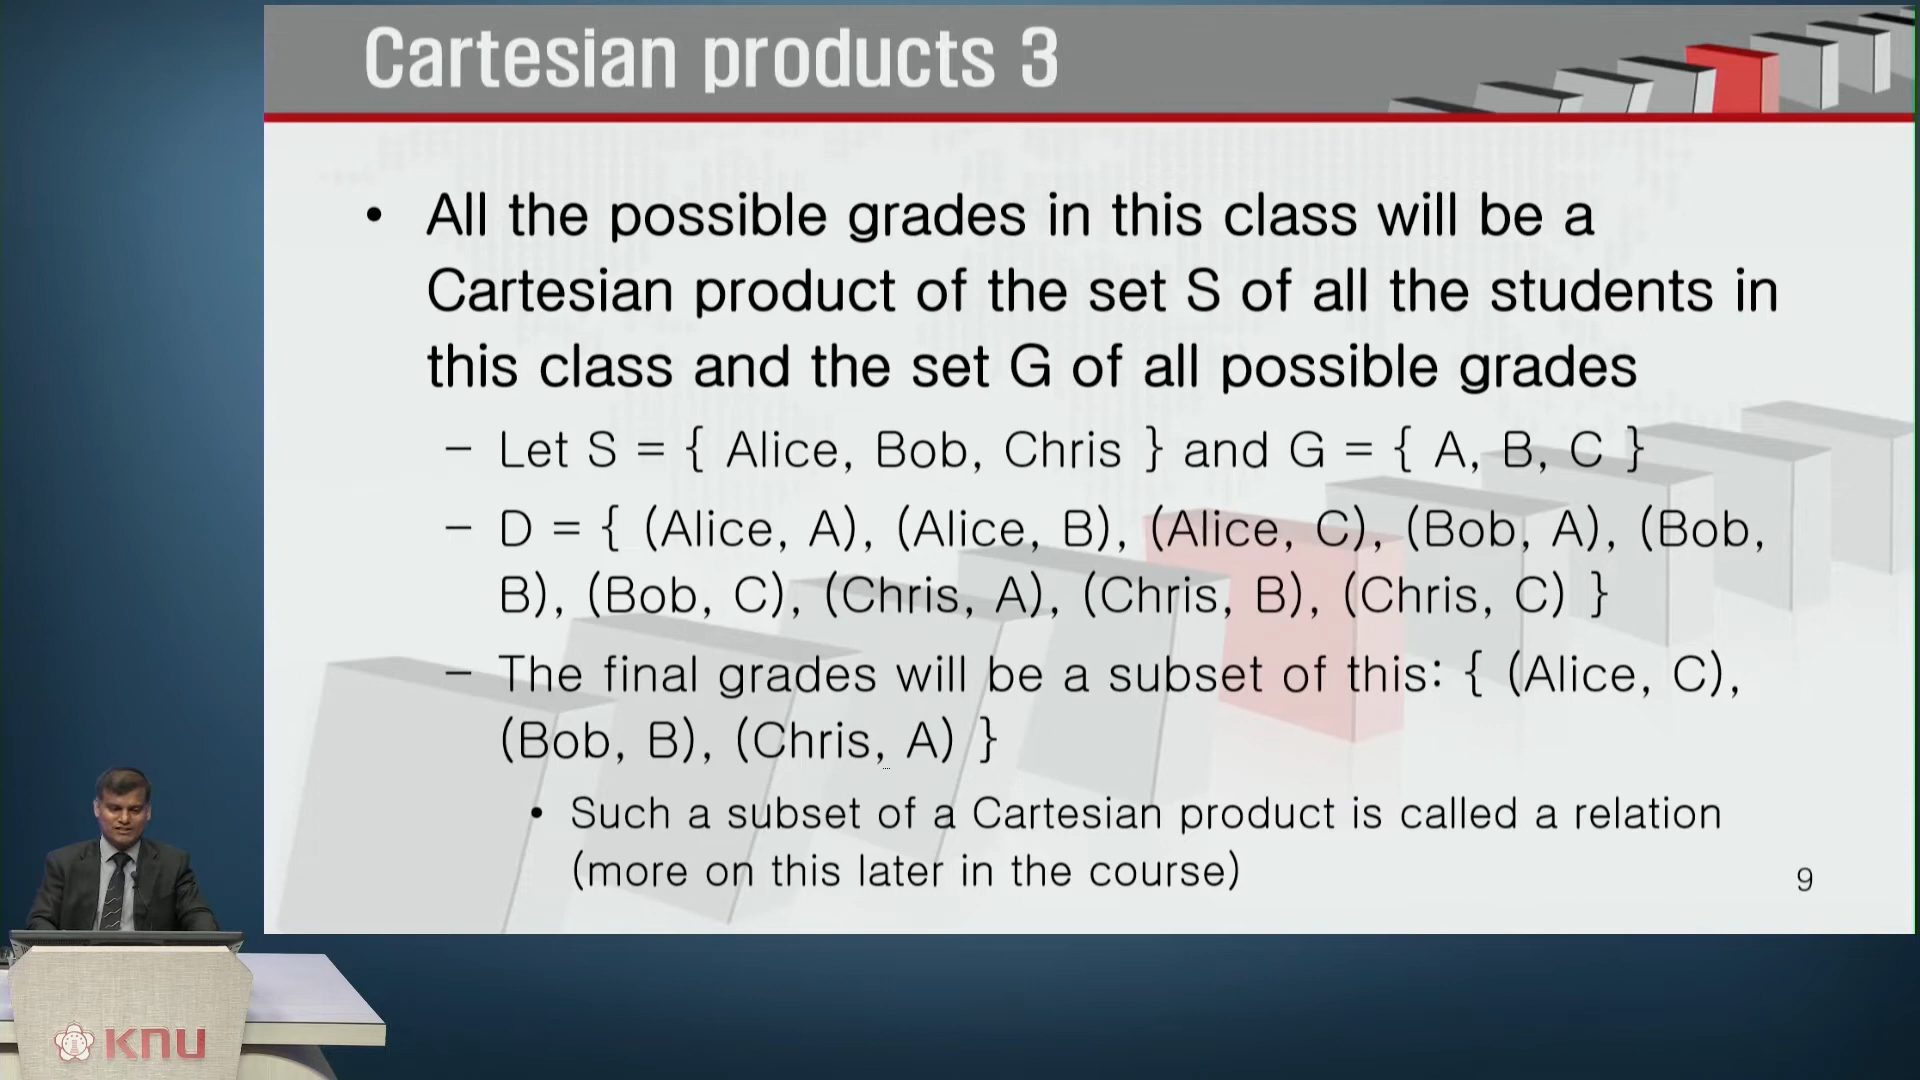 Cartesian products 3
• All the possible grades in this class will be a
Cartesian product of the set S of all the students in
this class and the set G of all possible grades
– Let S = { Alice, Bob, Chris } and G = { A, B, C }
– D = { (Alice, A), (Alice, B), (Alice, C), (Bob, A), (Bob,
B), (Bob, C), (Chris, A), (Chris, B), (Chris, C) }
– The final grades will be a subset of this: { (Alice, C),
(Bob, B), (Chris, A) }
• Such a subset of a Cartesian product is called a relation
(more on this later in the course)
9
KNU